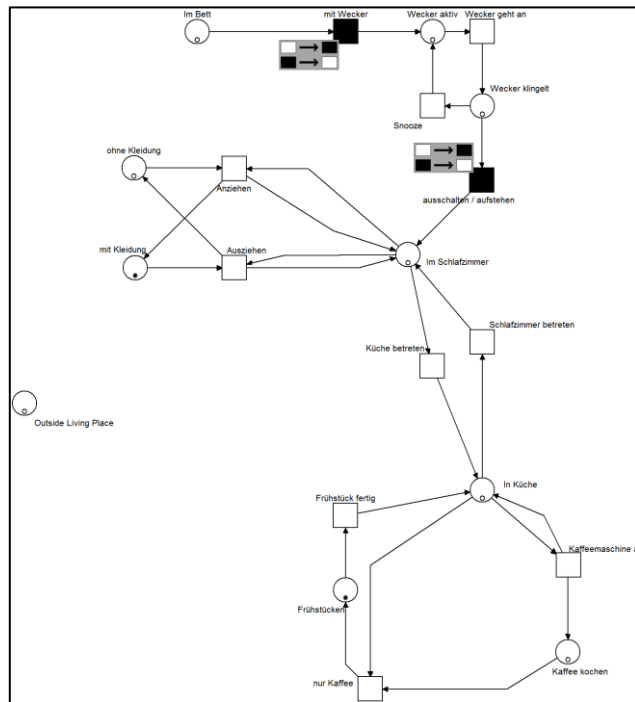 Im Bett
mit Wecker
Wecker aktiv
Wecker geht an
Wecker klingelt
Snooze
ohne Kleidung
Anziehen
ausschalten / aufstehen
mit Kleidung
Ausziehen
Im Schlafzimmer
Schlafzimmer betreten
Küche betreten
Outside Living Place
In Küche
Frühstück fertig
Kaffeemaschine a
Frühstücken
Kaffee kochen
nur Kaffee